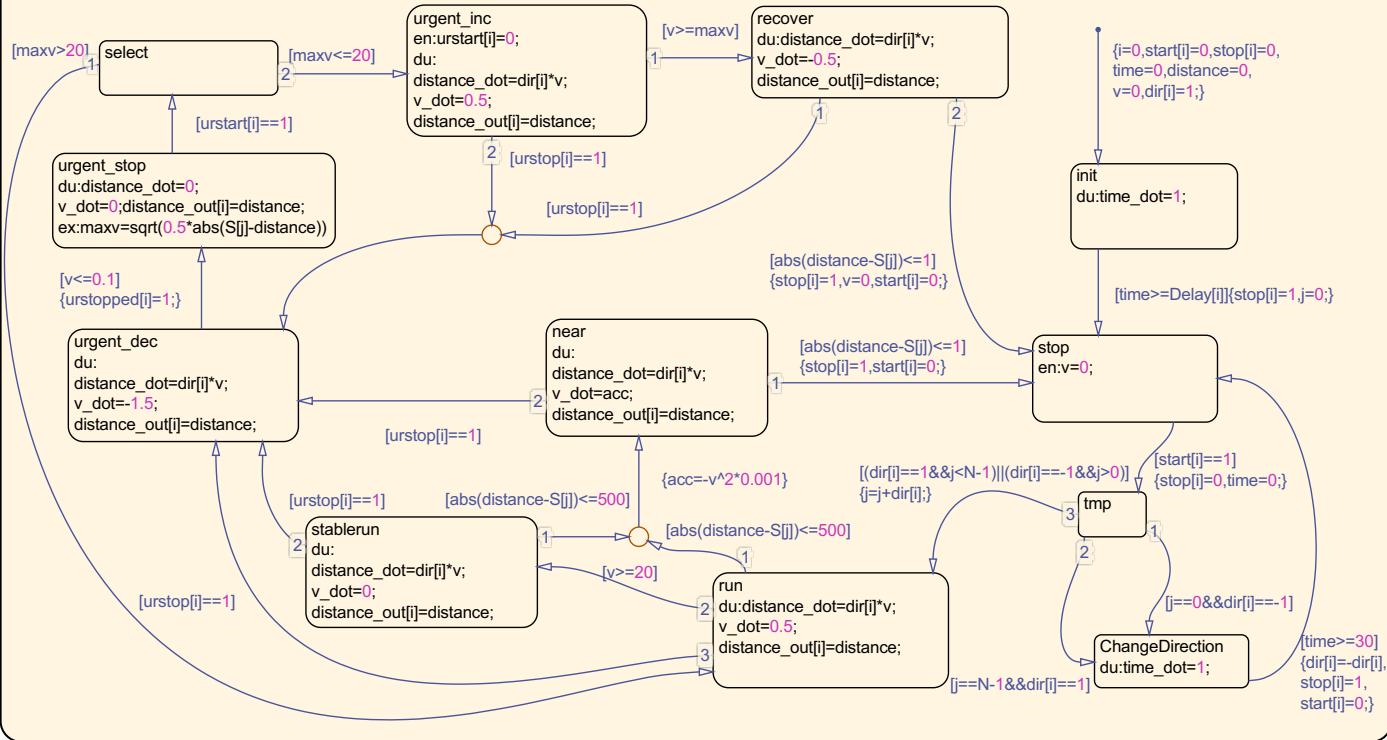 urgent_inc
en:urstart[i]=0;
du:
distance_dot=dir[i]*v;
v_dot=0.5;
distance_out[i]=distance;
1
2
[v>=maxv]
recover
du:distance_dot=dir[i]*v;
v_dot=-0.5;
distance_out[i]=distance;
1
2
[maxv>20]
1
select
2
[maxv<=20]
{i=0,start[i]=0,stop[i]=0,
time=0,distance=0,
v=0,dir[i]=1;}
[urstart[i]==1]
[urstop[i]==1]
urgent_stop
du:distance_dot=0;
v_dot=0;distance_out[i]=distance;
ex:maxv=sqrt(0.5*abs(S[j]-distance))
[urstop[i]==1]
init
du:time_dot=1;
[v<=0.1]
{urstopped[i]=1;}
[abs(distance-S[j])<=1]
{stop[i]=1,v=0,start[i]=0;}
[time>=Delay[i]]{stop[i]=1,j=0;}
urgent_dec
du:
distance_dot=dir[i]*v;
v_dot=-1.5;
distance_out[i]=distance;
near
du:
distance_dot=dir[i]*v;
v_dot=acc;
distance_out[i]=distance;
1
2
[abs(distance-S[j])<=1]
{stop[i]=1,start[i]=0;}
stop
en:v=0;
[urstop[i]==1]
[start[i]==1]
{stop[i]=0,time=0;}
[(dir[i]==1&&j<N-1)||(dir[i]==-1&&j>0)]
{j=j+dir[i];}
{acc=-v^2*0.001}
[urstop[i]==1]
[abs(distance-S[j])<=500]
tmp
3
1
2
stablerun
du:
distance_dot=dir[i]*v;
v_dot=0;
distance_out[i]=distance;
1
2
[abs(distance-S[j])<=500]
[v>=20]
1
2
3
run
du:distance_dot=dir[i]*v;
v_dot=0.5;
distance_out[i]=distance;
[urstop[i]==1]
[j==0&&dir[i]==-1]
ChangeDirection
du:time_dot=1;
[j==N-1&&dir[i]==1]
[time>=30]
{dir[i]=-dir[i],
stop[i]=1,
start[i]=0;}